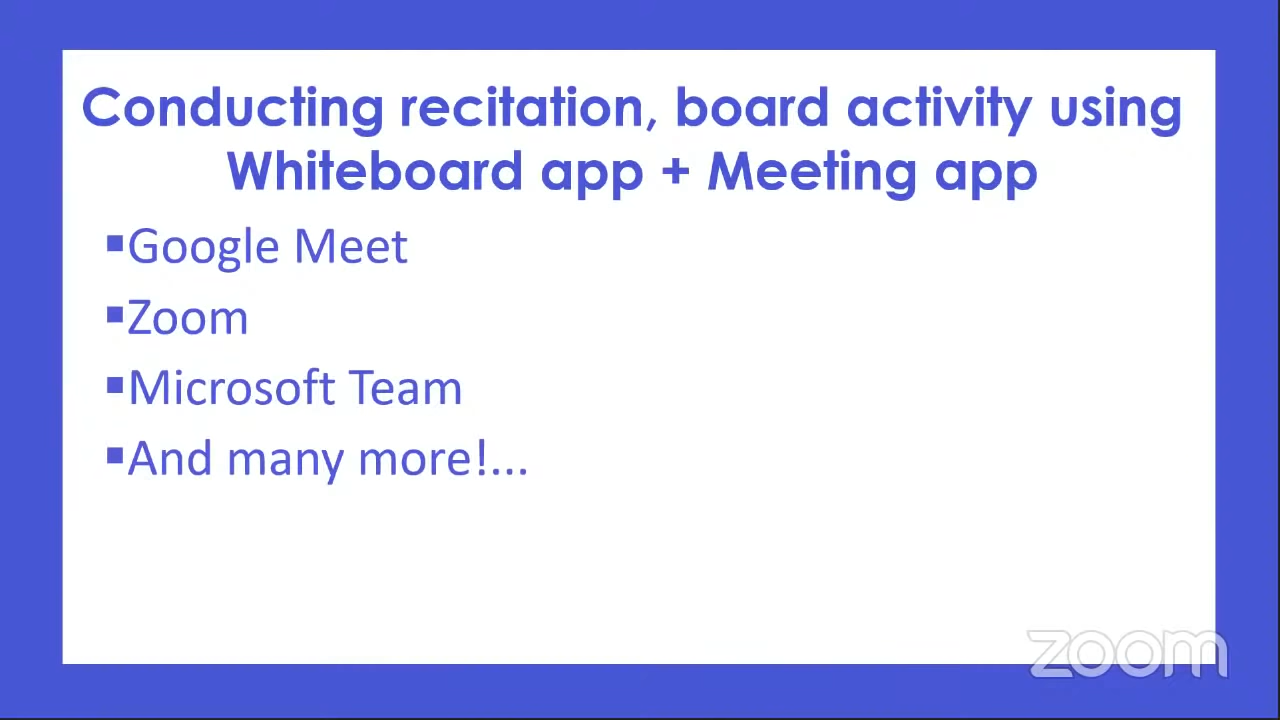 Conducting recitation, board activity using
Whiteboard app + Meeting app
▪Google Meet
▪Zoom
▪Microsoft Team
▪And many more!...
zoom